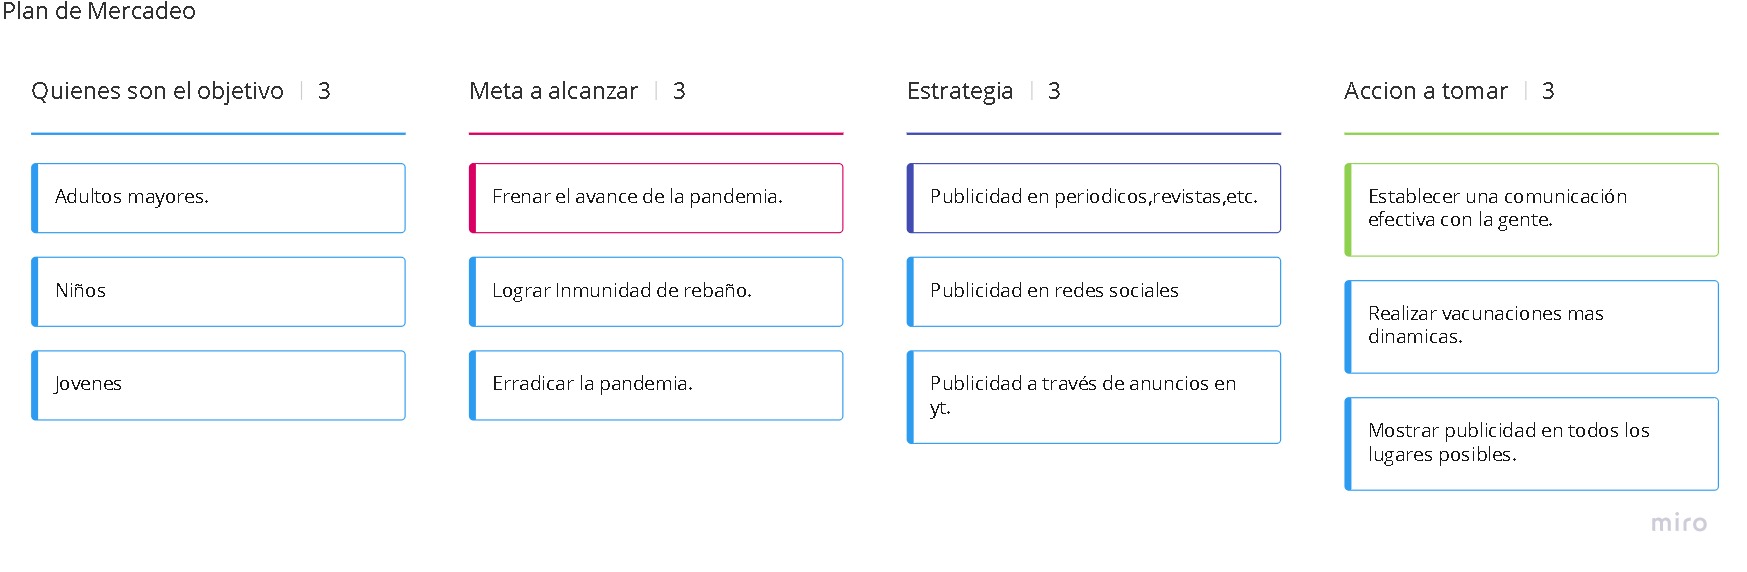 Plan de Mercadeo
Quienes son el objetivo | 3
Adultos mayores.
Niños
Jovenes
Meta a alcanzar | 3
Frenar el avance de la pandemia.
Lograr Inmunidad de rebaño.
Erradicar la pandemia.
Estrategia | 3
Publicidad en periodicos,revistas,etc.
Publicidad en redes sociales
Publicidad a través de anuncios en
yt.
Accion a tomar | 3
Establecer una comunicación
efectiva con la gente.
Realizar vacunaciones mas
dinamicas.
Mostrar publicidad en todos los
lugares posibles.
miro